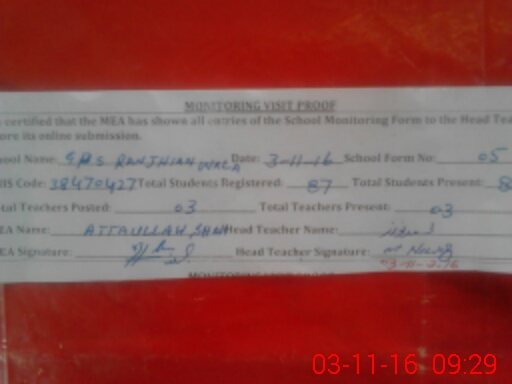 MONITORING VISIT PROOF
certified that the MEA has shown all entries of the School Monitoring Form to the Head Tea
ore its online submission.
ool Name: GPS RANJHIAN Date: 3-11-16 School Form No: 05
IS Code: 38470427 Total Students Registered: 87 Total Students Present: 8
tal Teachers Posted: 03 Total Teachers Present: 03
EA Name: ATTAULLAH SHAH Head Teacher Name:
EA Signature: Head Teacher Signature:
03-11-16 09:29